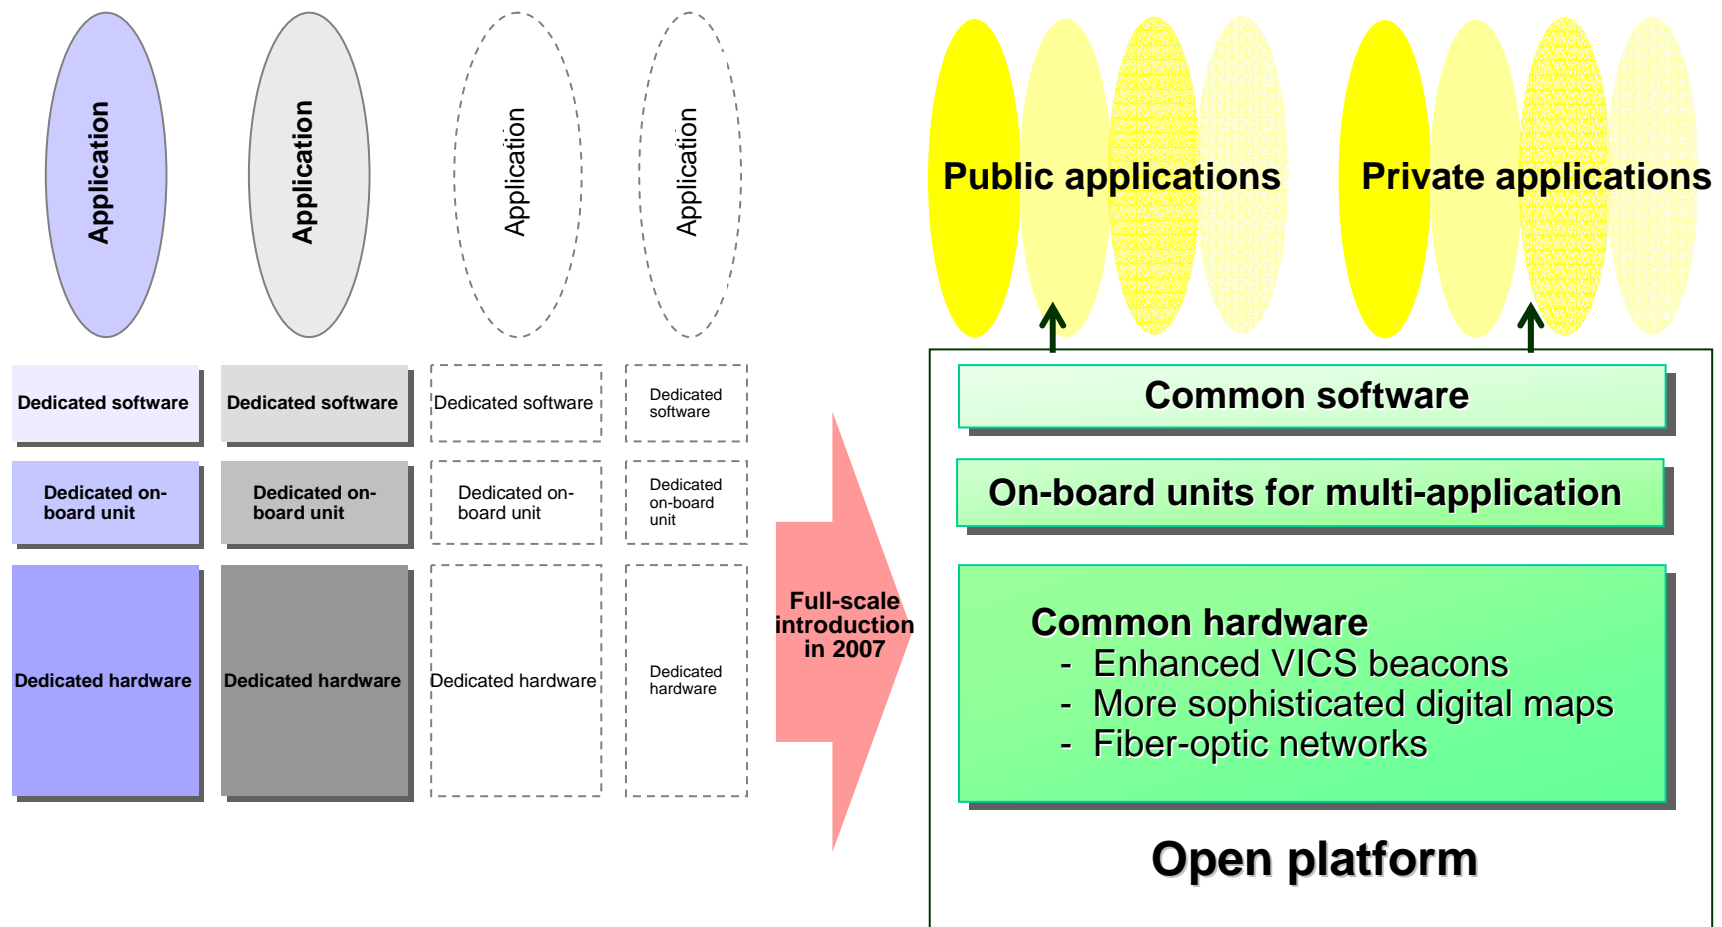 Application
Application
Application
Application
Public applications
Private applications
Dedicated software
Dedicated software
Dedicated software
Dedicated
software
Dedicated on-
board unit
Dedicated on-
board unit
Dedicated on-
board unit
Dedicated
on-board
unit
Dedicated hardware
Dedicated hardware
Dedicated hardware
Dedicated
hardware
Full-scale
introduction
in 2007
Common software
On-board units for multi-application
Common hardware
- Enhanced VICS beacons
- More sophisticated digital maps
- Fiber-optic networks
Open platform